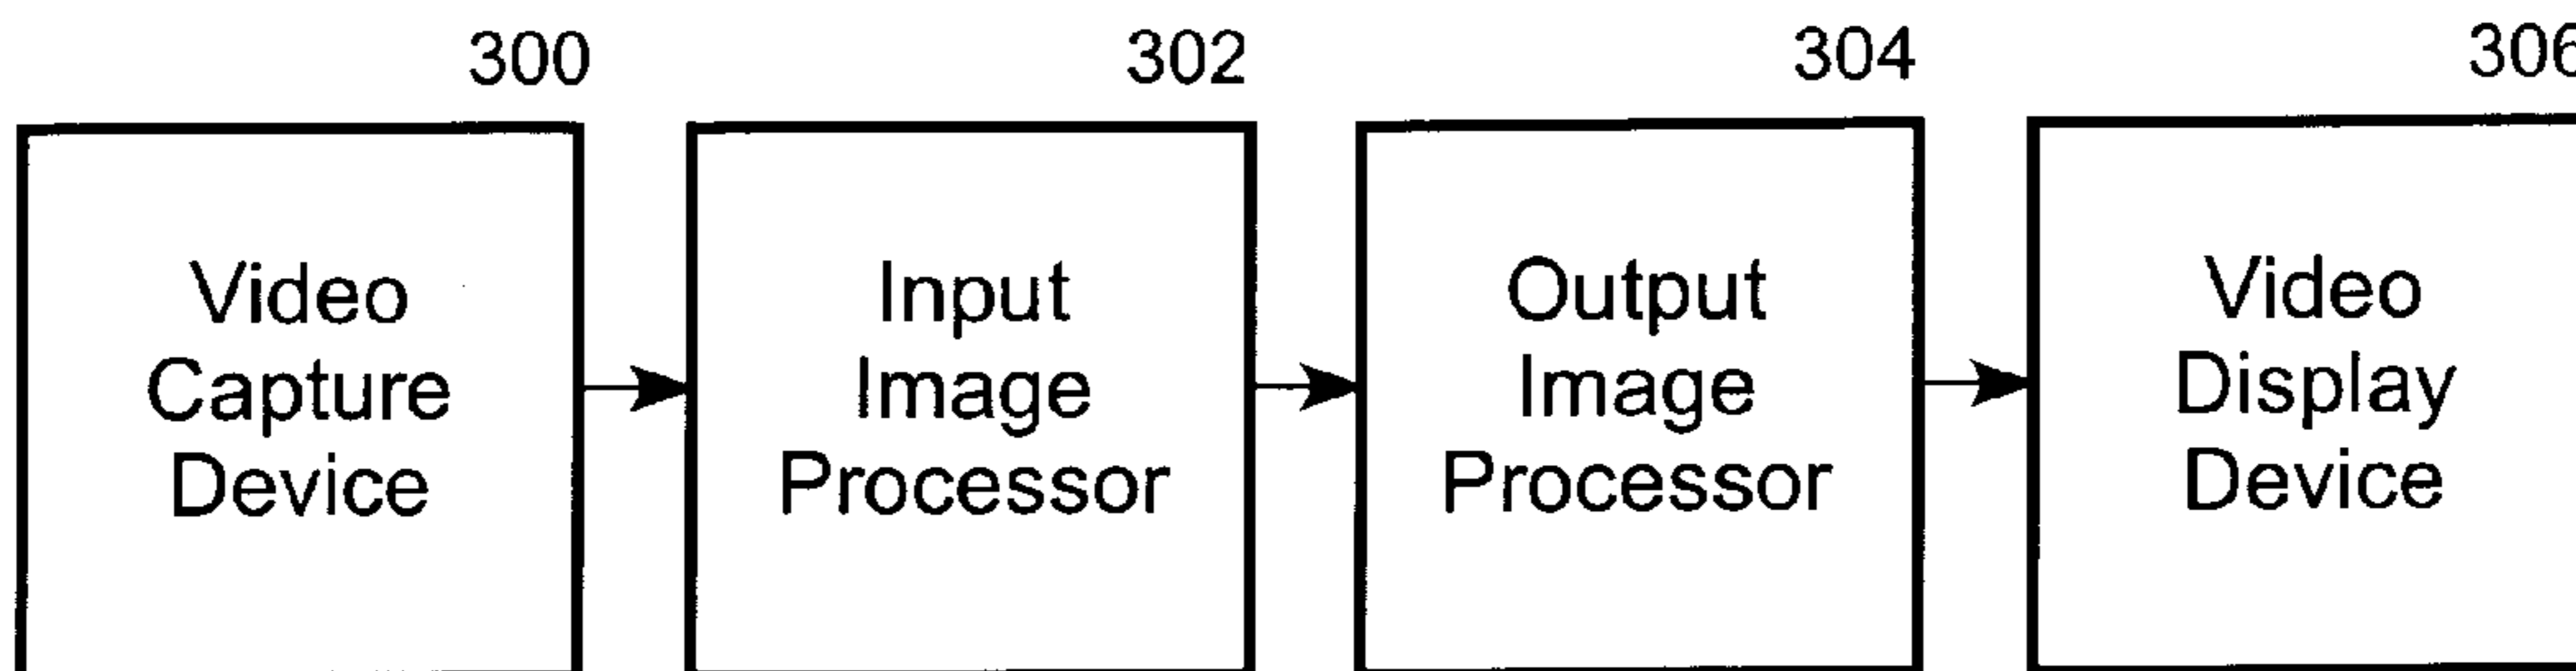 300
302
304
306
Video
Capture
Device
Input
Image
Processor
Output
Image
Processor
Video
Display
Device